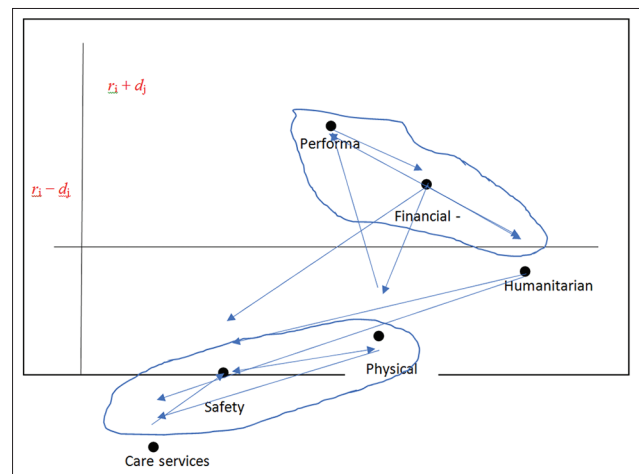 rᵢ + dⱼ
Performa
rᵢ − dⱼ
Financial -
Humanitarian
Physical
Safety
Care services